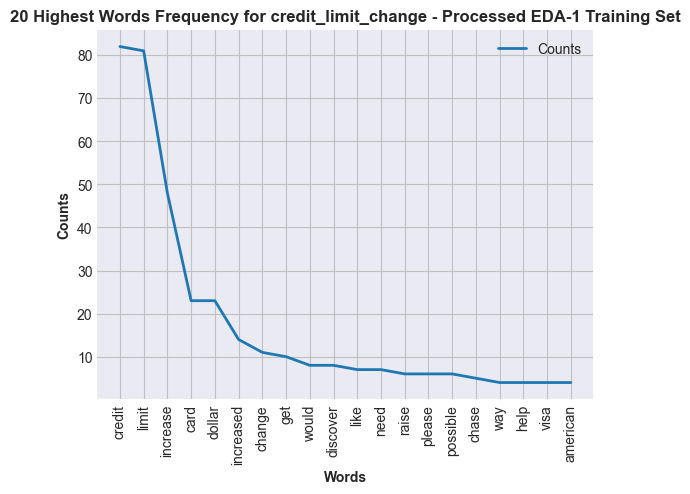 20 Highest Words Frequency for credit_limit_change - Processed EDA-1 Training Set
Counts
80
70
60
50
40
30
20
10
Counts
credit
limit
increase
card
dollar
increased
change
get
would
discover
like
need
raise
please
possible
chase
way
help
visa
american
Words